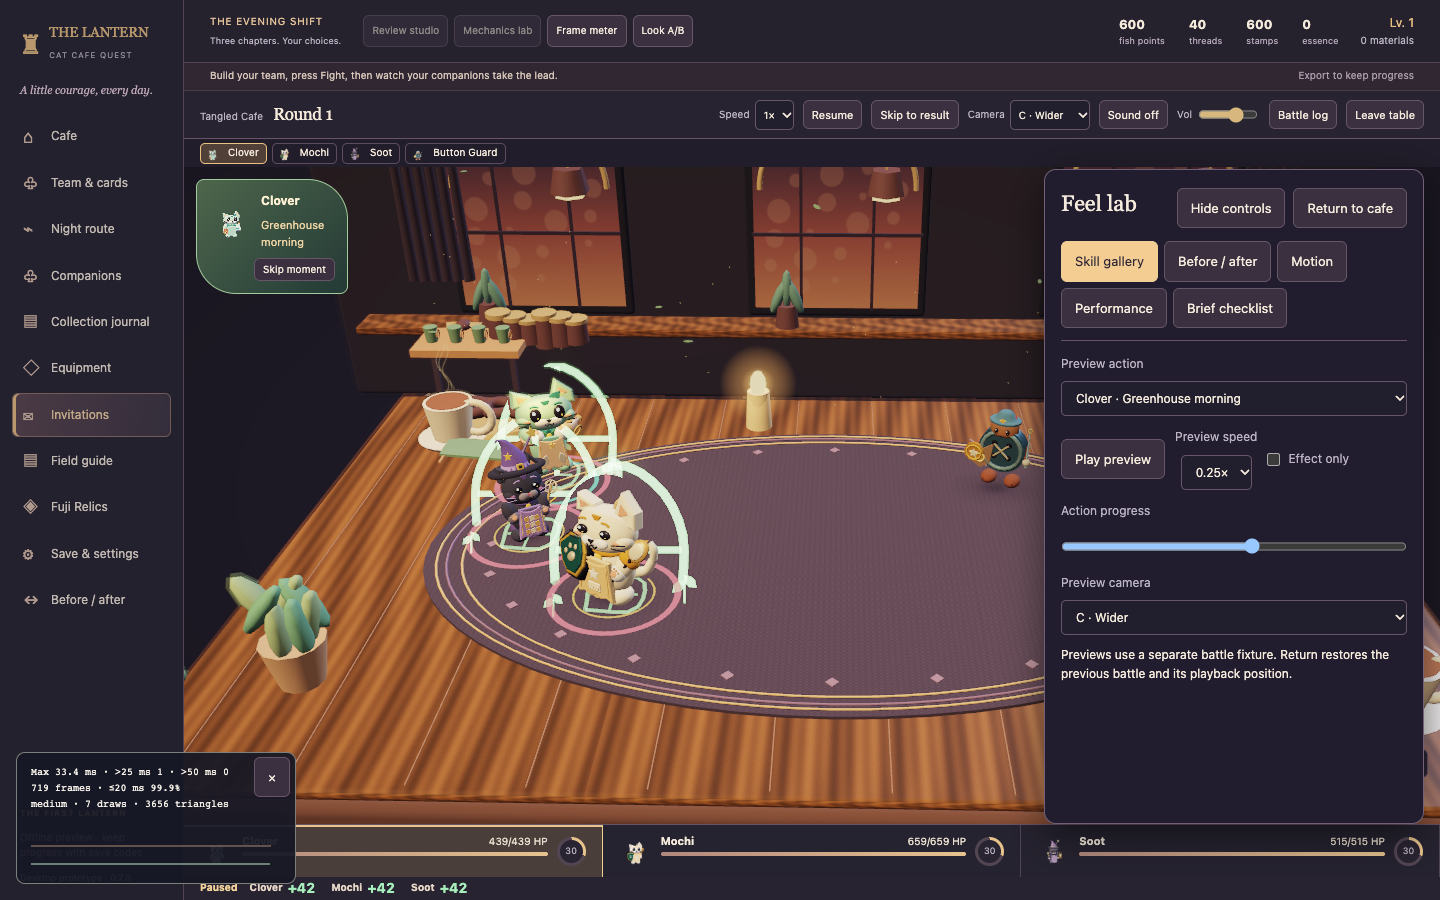 THE LANTERN
CAT CAFE QUEST
A little courage, every day.
Cafe
Team & cards
Night route
Companions
Collection journal
Equipment
Invitations
Field guide
Fuji Relics
Save & settings
Before / after
THE EVENING SHIFT
Three chapters. Your choices.
Review studio
Mechanics lab
Frame meter
Look A/B
600
fish points
40
threads
600
stamps
0
essence
Lv. 1
0 materials
Build your team, press Fight, then watch your companions take the lead.
Export to keep progress
Tangled Cafe
Round 1
Speed
1×
Resume
Skip to result
Camera
C · Wider
Sound off
Vol
Battle log
Leave table
Clover
Mochi
Soot
Button Guard
Clover
Greenhouse
morning
Skip moment
Feel lab
Hide controls
Return to cafe
Skill gallery
Before / after
Motion
Performance
Brief checklist
Preview action
Clover · Greenhouse morning
Play preview
Preview speed
0.25×
Effect only
Action progress
Preview camera
C · Wider
Previews use a separate battle fixture. Return restores the
previous battle and its playback position.
Max 33.4 ms · >25 ms 1 · >50 ms 0
719 frames · ≤20 ms 99.9%
medium · 7 draws · 3656 triangles
×
THE FIRST LANTERN
Clover
439/439 HP
30
Mochi
659/659 HP
30
Soot
515/515 HP
30
Paused Clover +42 Mochi +42 Soot +42